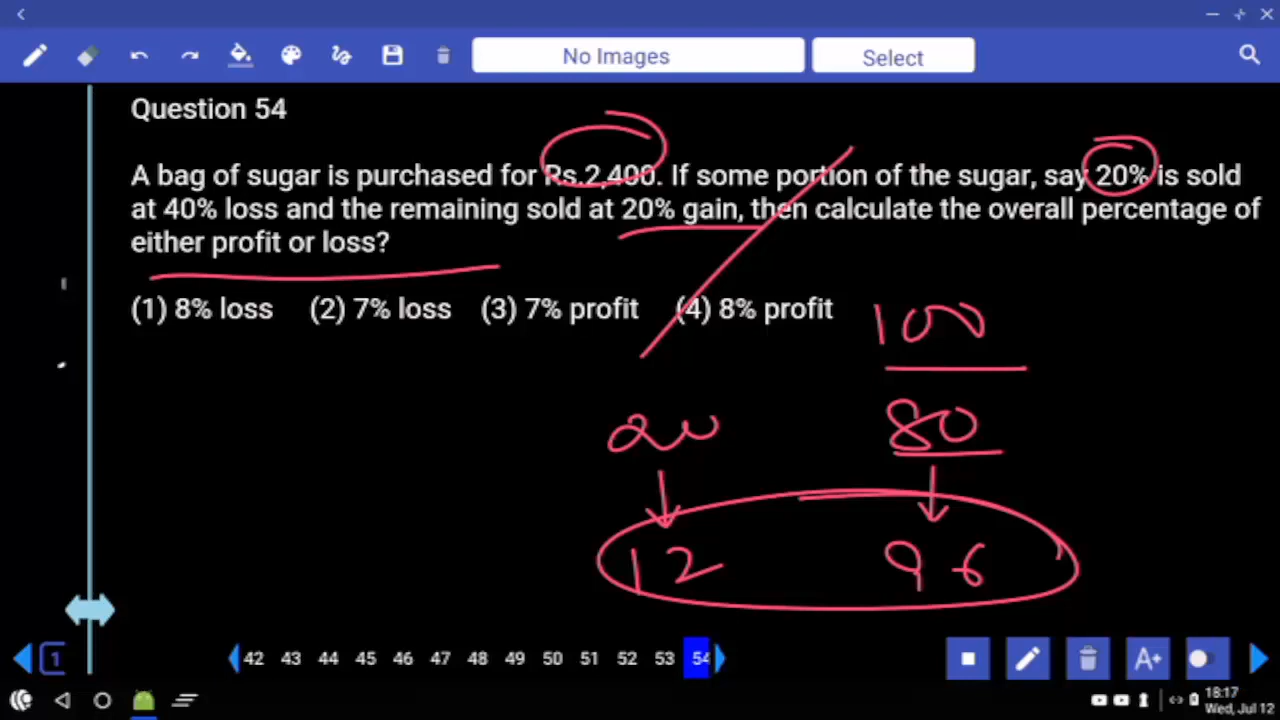 No Images
Select
Question 54
A bag of sugar is purchased for Rs.2,400. If some portion of the sugar, say 20% is sold
at 40% loss and the remaining sold at 20% gain, then calculate the overall percentage of
either profit or loss?
(1) 8% loss (2) 7% loss (3) 7% profit (4) 8% profit
100
20 80
12 96
1 42 43 44 45 46 47 48 49 50 51 52 53 54 A+
18:17
Wed, Jul 12